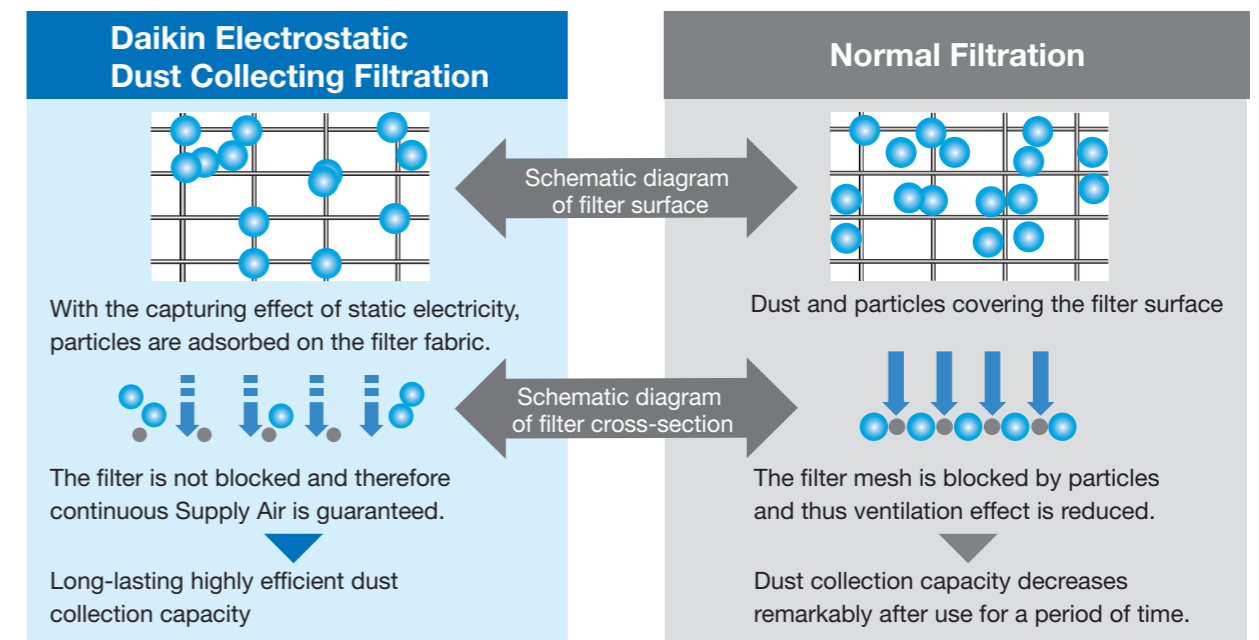 Daikin Electrostatic
Dust Collecting Filtration
Normal Filtration
Schematic diagram
of filter surface
With the capturing effect of static electricity,
particles are adsorbed on the filter fabric.
Dust and particles covering the filter surface
Schematic diagram
of filter cross-section
The filter is not blocked and therefore
continuous Supply Air is guaranteed.
The filter mesh is blocked by particles
and thus ventilation effect is reduced.
Long-lasting highly efficient dust
collection capacity
Dust collection capacity decreases
remarkably after use for a period of time.